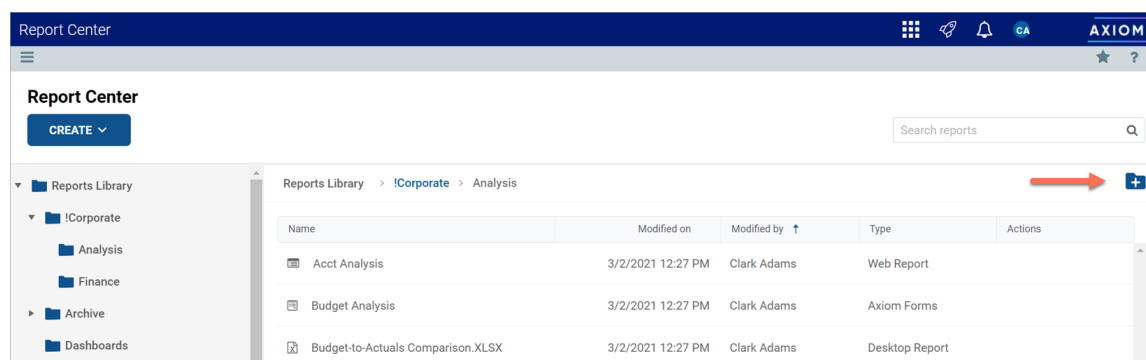 Report Center
CA
AXIOM
?
Report Center
CREATE
Search reports
Reports Library
!Corporate
Analysis
Finance
Archive
Dashboards
Reports Library > !Corporate > Analysis
Name Modified on Modified by ↑ Type Actions
Acct Analysis 3/2/2021 12:27 PM Clark Adams Web Report
Budget Analysis 3/2/2021 12:27 PM Clark Adams Axiom Forms
Budget-to-Actuals Comparison.XLSX 3/2/2021 12:27 PM Clark Adams Desktop Report